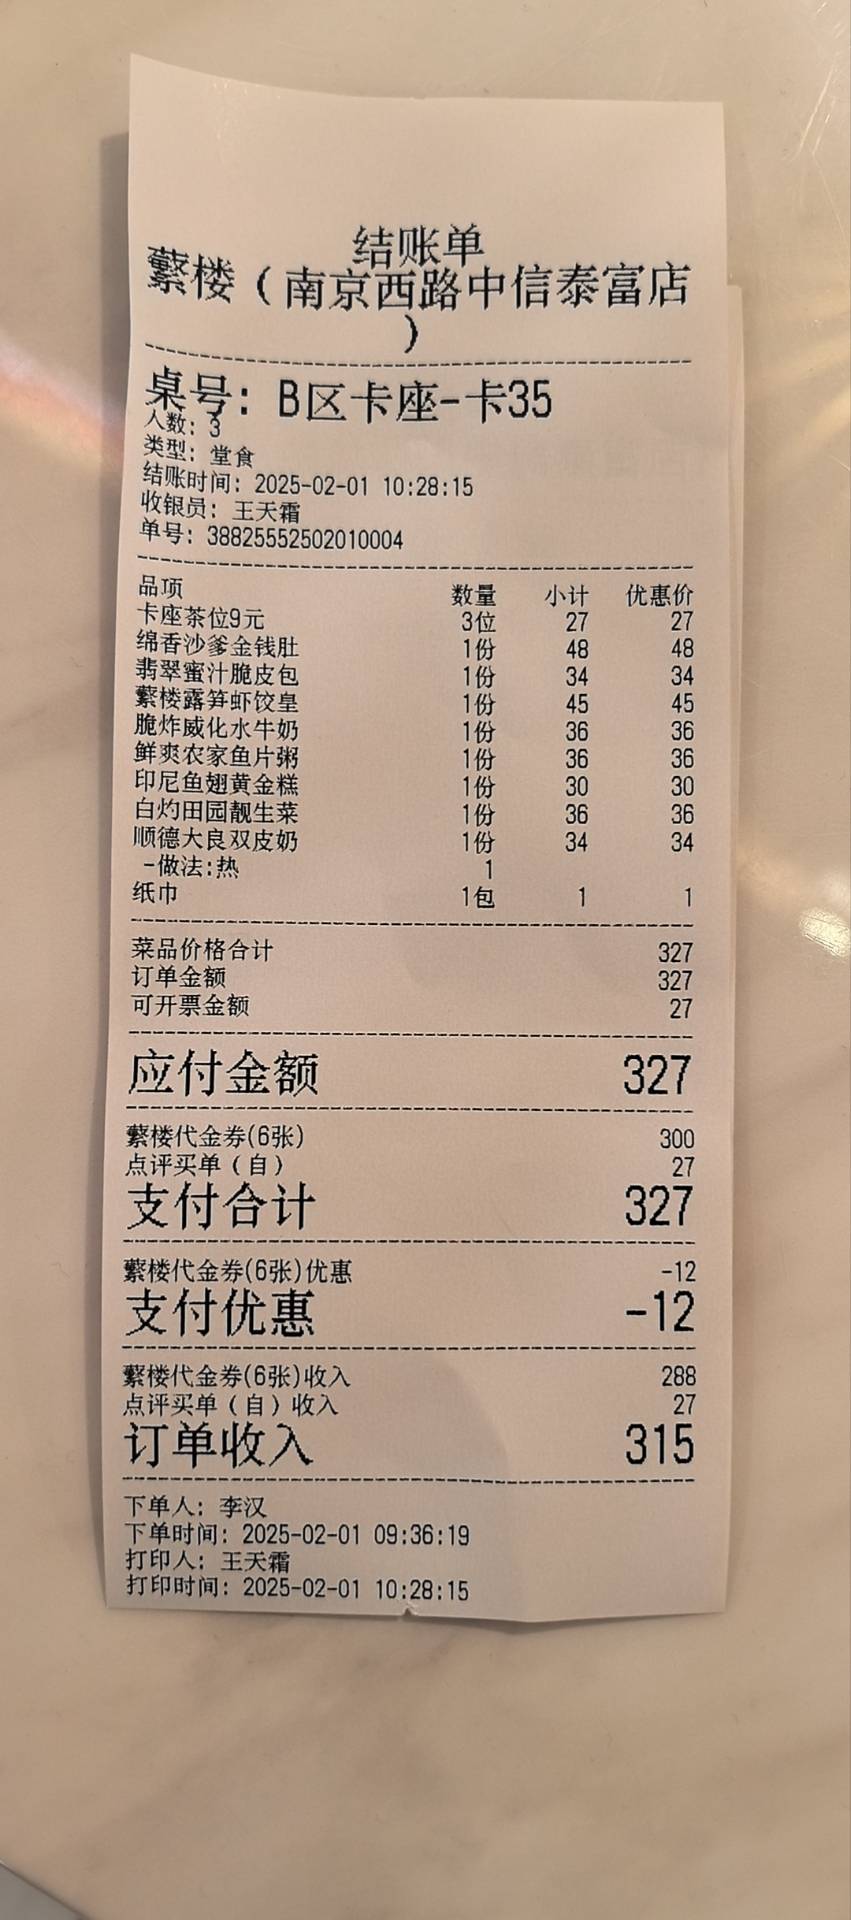 结账单
蘩楼（南京西路中信泰富店
）
桌号: B区卡座-卡35
人数: 3
类型: 堂食
结账时间: 2025-02-01 10:28:15
收银员: 王天霜
单号: 38825552502010004
品项 数量 小计 优惠价
卡座茶位9元 3位 27 27
绵香沙爹金钱肚 1份 48 48
翡翠蜜汁脆皮包 1份 34 34
蘩楼露笋虾饺皇 1份 45 45
脆炸威化水牛奶 1份 36 36
鲜爽农家鱼片粥 1份 36 36
印尼鱼翅黄金糕 1份 30 30
白灼田园靓生菜 1份 36 36
顺德大良双皮奶 1份 34 34
-做法:热 1
纸巾 1包 1 1
菜品价格合计 327
订单金额 327
可开票金额 27
应付金额 327
蘩楼代金券(6张) 300
点评买单（自） 27
支付合计 327
蘩楼代金券(6张)优惠 -12
支付优惠 -12
蘩楼代金券(6张)收入 288
点评买单（自）收入 27
订单收入 315
下单人: 李汉
下单时间: 2025-02-01 09:36:19
打印人: 王天霜
打印时间: 2025-02-01 10:28:15